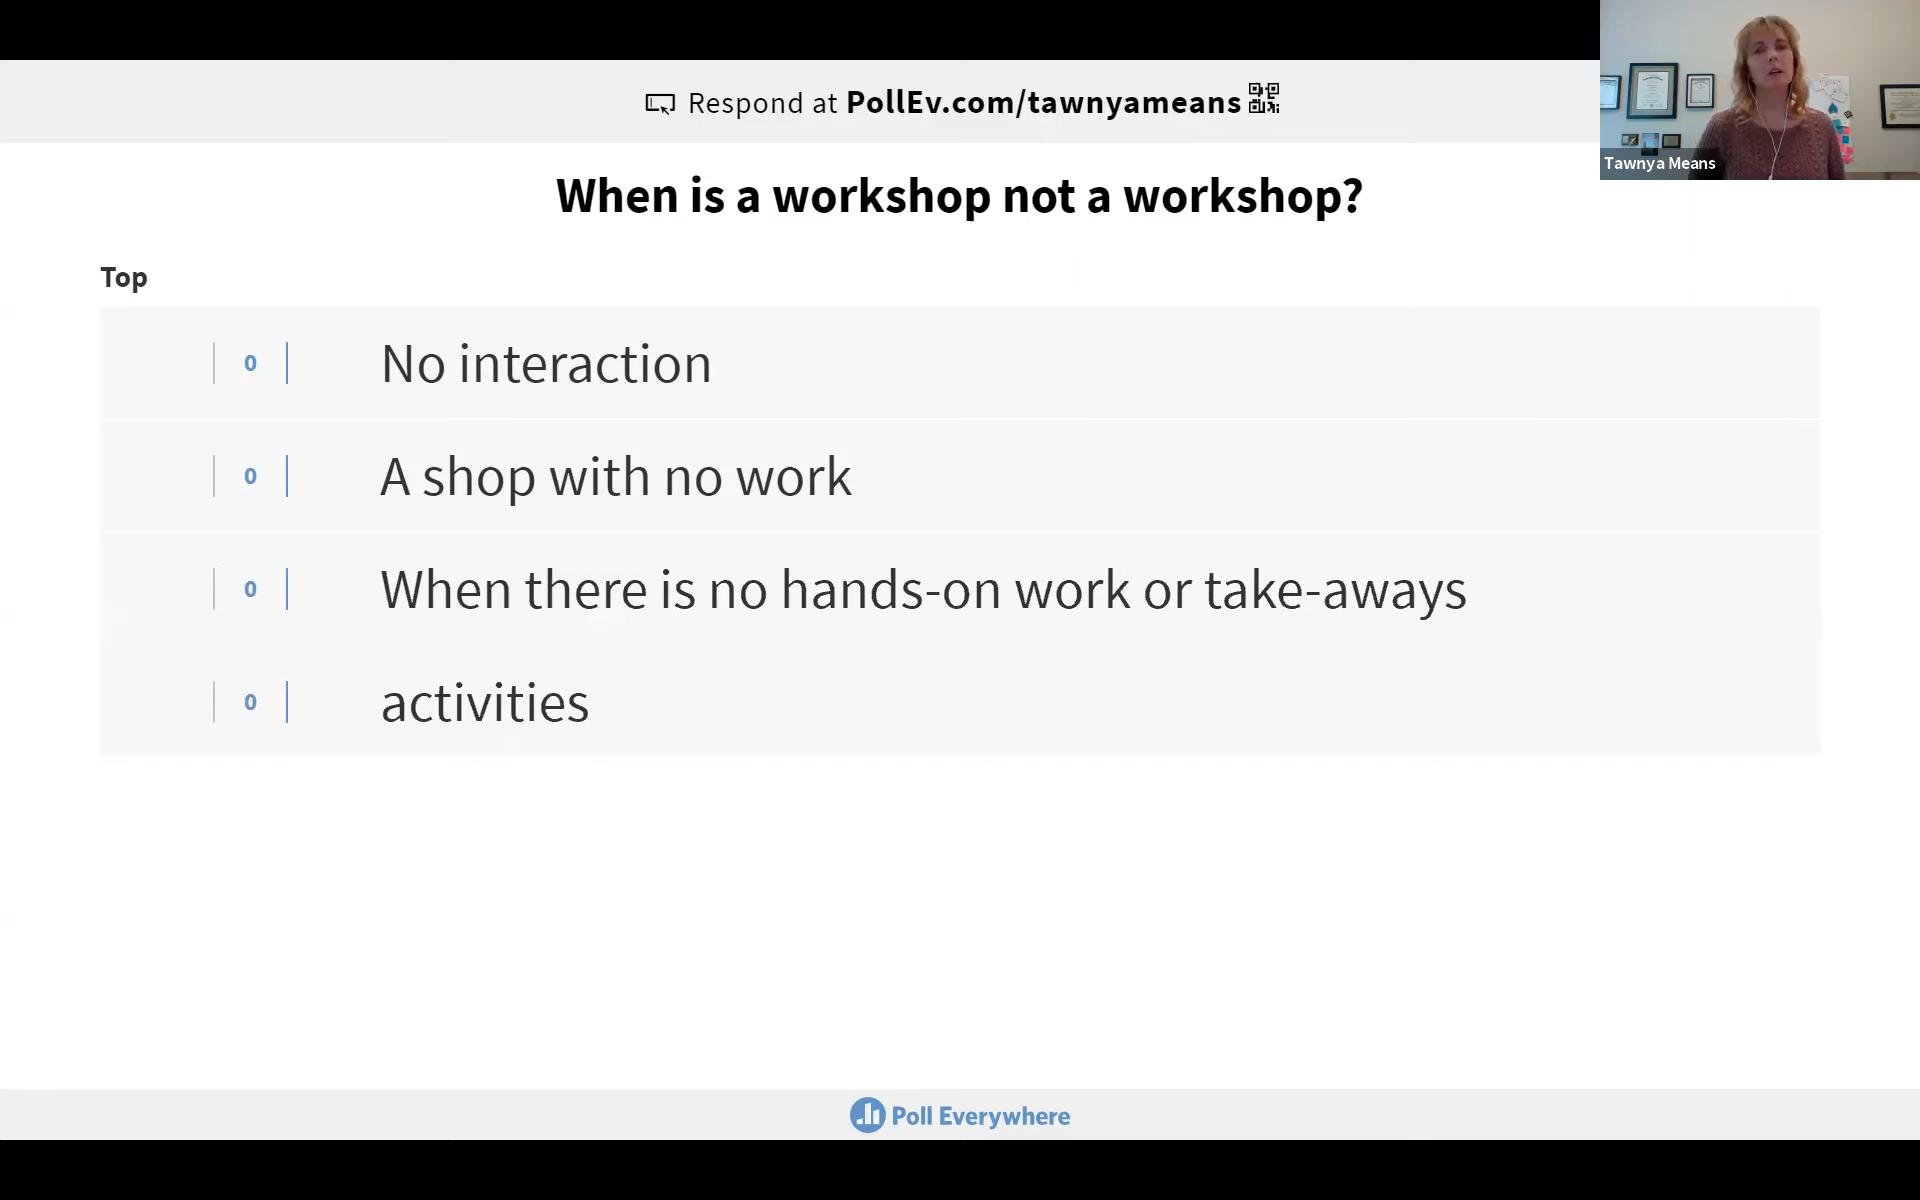 Respond at PollEv.com/tawnyameans
Tawnya Means
When is a workshop not a workshop?
Top
0 No interaction
0 A shop with no work
0 When there is no hands-on work or take-aways
0 activities
Poll Everywhere